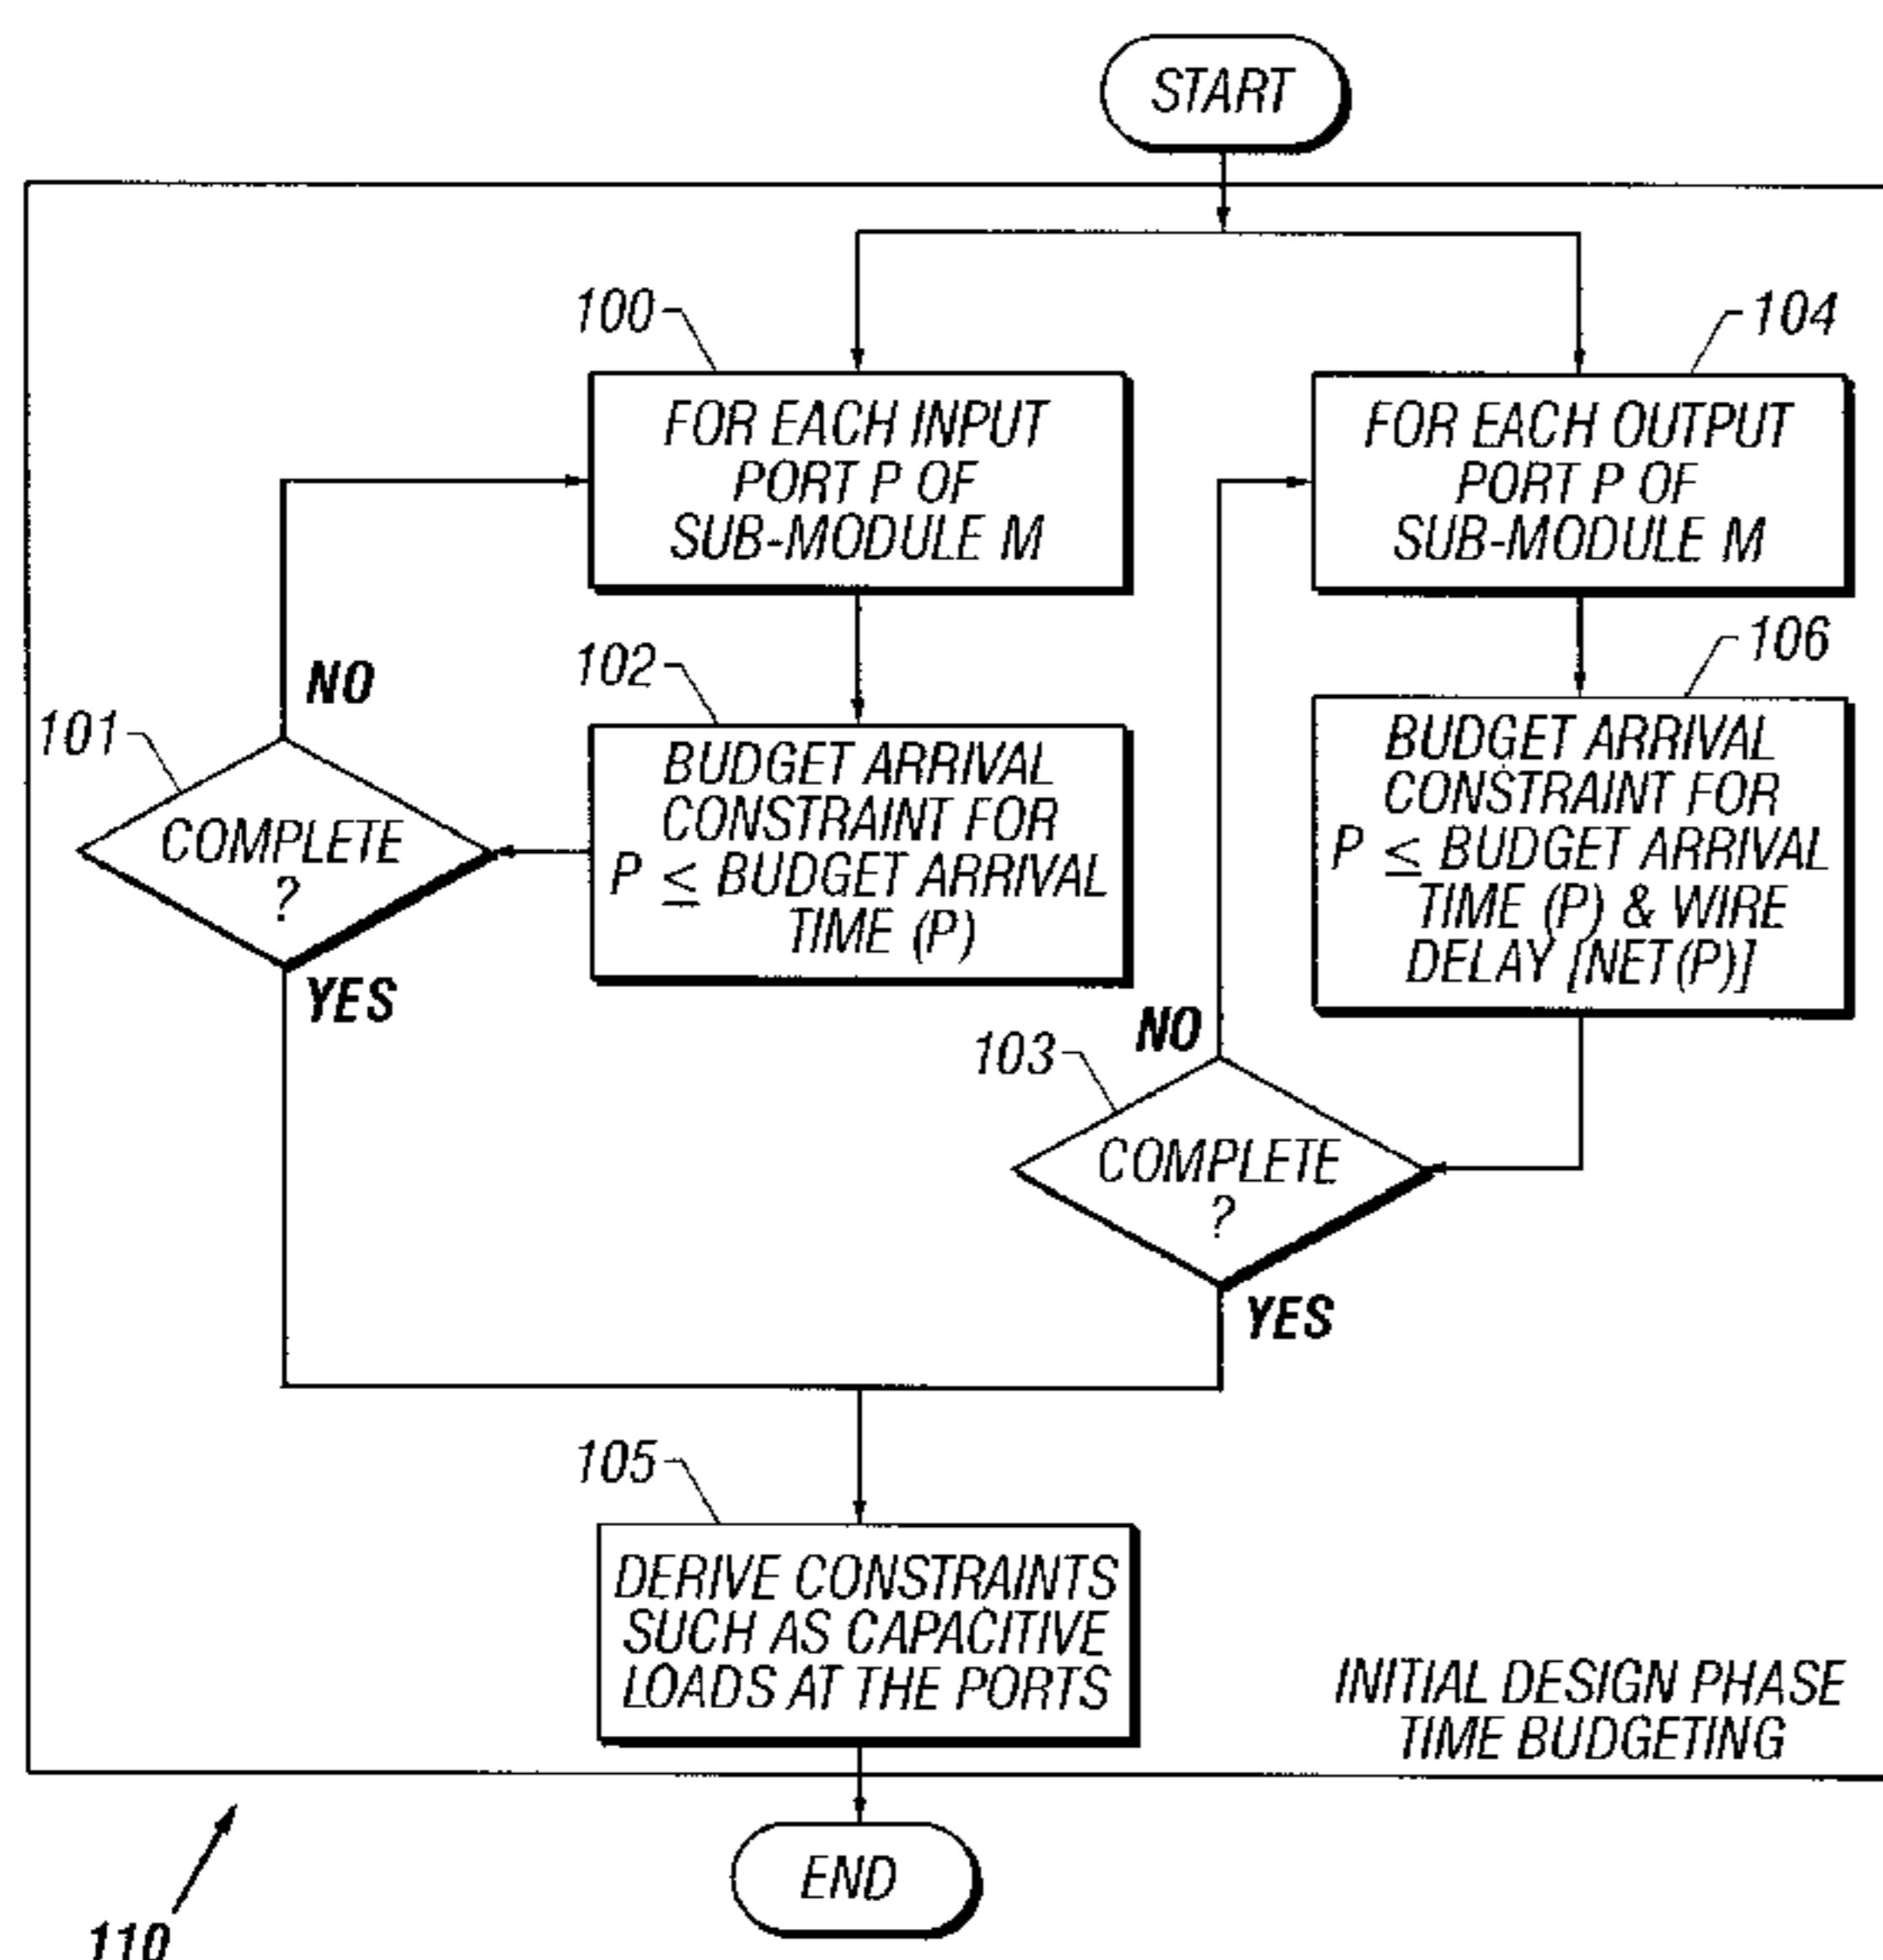 START
100
FOR EACH INPUT
PORT P OF
SUB-MODULE M
104
FOR EACH OUTPUT
PORT P OF
SUB-MODULE M
NO
101
COMPLETE
?
YES
102
BUDGET ARRIVAL
CONSTRAINT FOR
P ≤ BUDGET ARRIVAL
TIME (P)
106
BUDGET ARRIVAL
CONSTRAINT FOR
P ≤ BUDGET ARRIVAL
TIME (P) & WIRE
DELAY [NET(P)]
NO
103
COMPLETE
?
YES
105
DERIVE CONSTRAINTS
SUCH AS CAPACITIVE
LOADS AT THE PORTS
INITIAL DESIGN PHASE
TIME BUDGETING
END
110